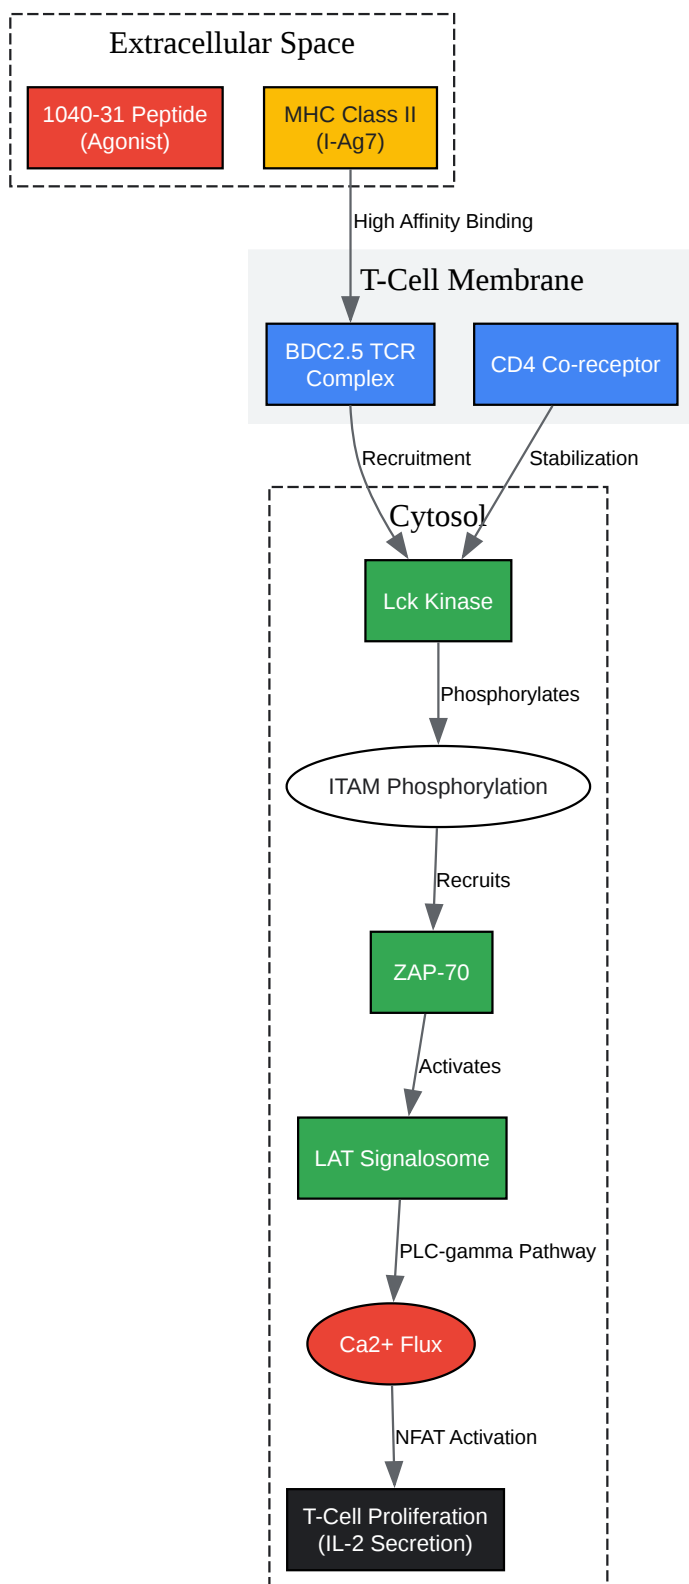 Extracellular Space
1040-31 Peptide
(Agonist)
MHC Class II
(I-Ag7)
High Affinity Binding
T-Cell Membrane
BDC2.5 TCR
Complex
CD4 Co-receptor
Recruitment
Stabilization
Cytosol
Lck Kinase
Phosphorylates
ITAM Phosphorylation
Recruits
ZAP-70
Activates
LAT Signalosome
PLC-gamma Pathway
Ca2+ Flux
NFAT Activation
T-Cell Proliferation
(IL-2 Secretion)